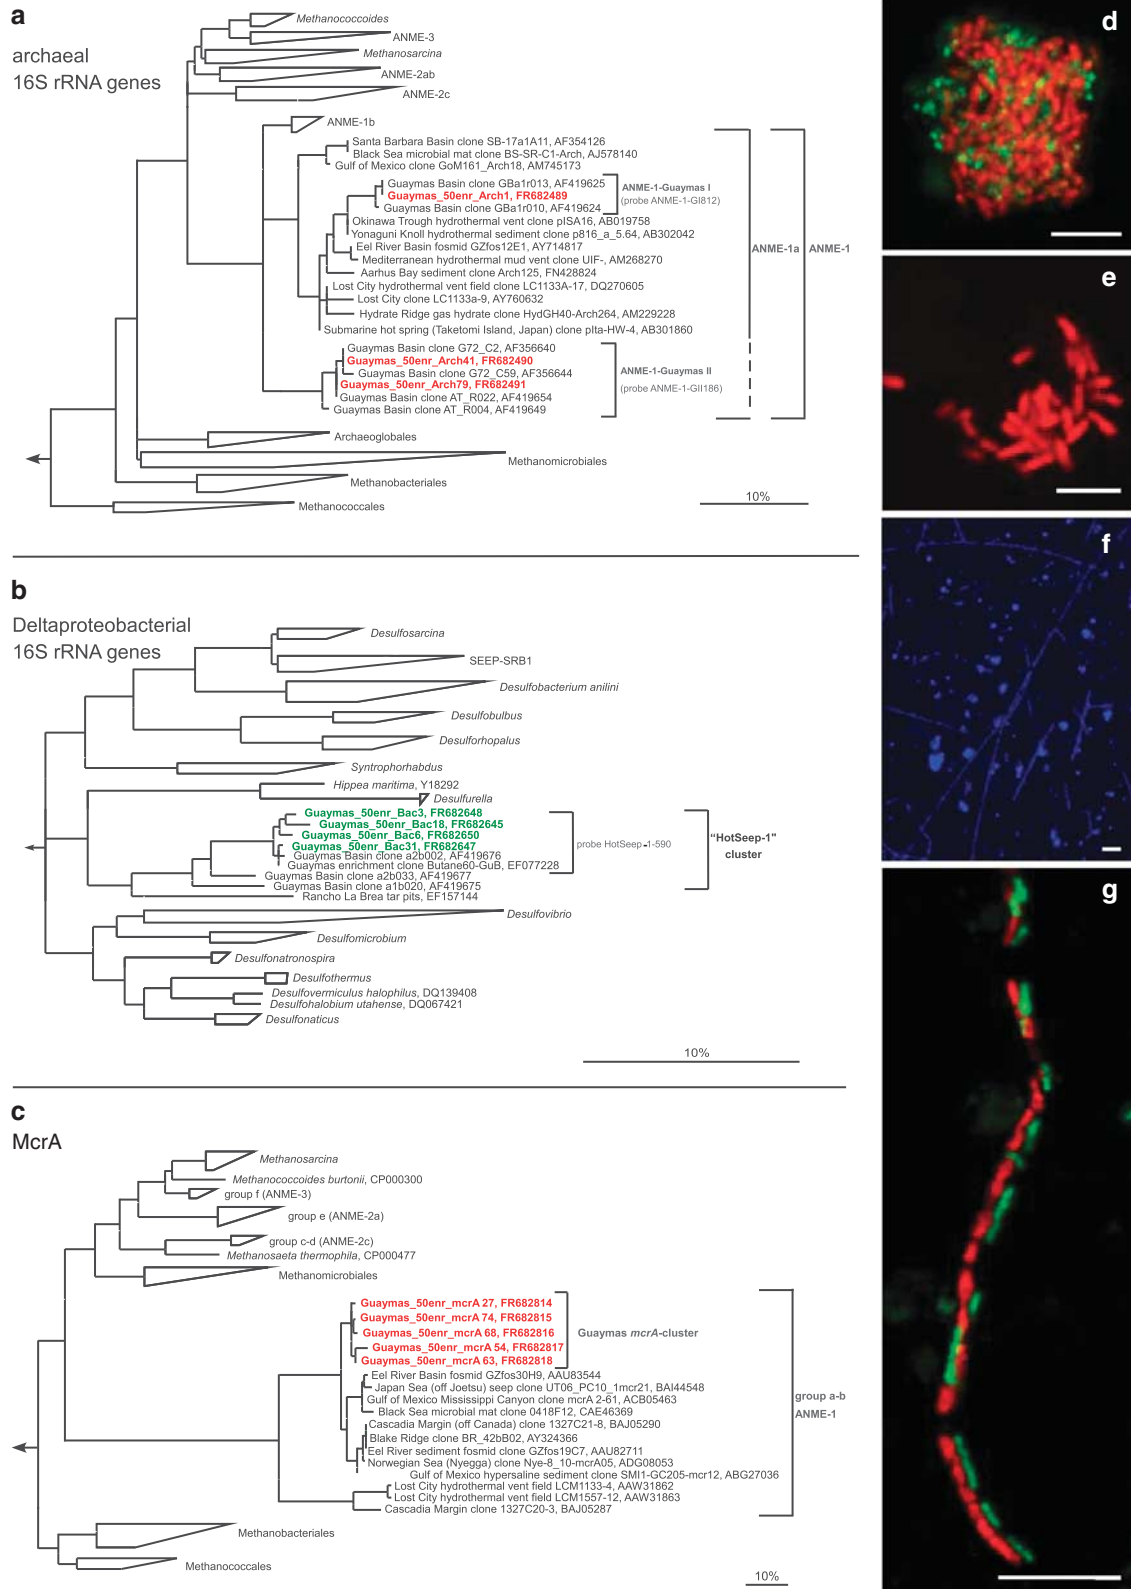 a
archaeal
16S rRNA genes
Methanococcoides
ANME-3
Methanosarcina
ANME-2ab
ANME-2c
ANME-1b
Santa Barbara Basin clone SB-17a1A11, AF354126
Black Sea microbial mat clone BS-SR-C1-Arch, AJ578140
Gulf of Mexico clone GoM161_Arch18, AM745173
Guaymas Basin clone GBa1r013, AF419625
Guaymas_50enr_Arch1, FR682489
Guaymas Basin clone GBa1r010, AF419624
ANME-1-Guaymas I
(probe ANME-1-GI812)
Okinawa Trough hydrothermal vent clone pISA16, AB019758
Yonaguni Knoll hydrothermal sediment clone p816_a_5.64, AB302042
Eel River Basin fosmid GZfos12E1, AY714817
Mediterranean hydrothermal mud vent clone UIF-, AM268270
Aarhus Bay sediment clone Arch125, FN428824
Lost City hydrothermal vent field clone LC1133A-17, DQ270605
Lost City clone LC1133a-9, AY760632
Hydrate Ridge gas hydrate clone HydGH40-Arch264, AM229228
Submarine hot spring (Taketomi Island, Japan) clone pIta-HW-4, AB301860
ANME-1a
ANME-1
Guaymas Basin clone G72_C2, AF356640
Guaymas_50enr_Arch41, FR682490
Guaymas Basin clone G72_C59, AF356644
Guaymas_50enr_Arch79, FR682491
Guaymas Basin clone AT_R022, AF419654
Guaymas Basin clone AT_R004, AF419649
ANME-1-Guaymas II
(probe ANME-1-GII186)
Archaeoglobales
Methanomicrobiales
Methanobacteriales
Methanococcales
10%
b
Deltaproteobacterial
16S rRNA genes
Desulfosarcina
SEEP-SRB1
Desulfobacterium anilini
Desulfobulbus
Desulforhopalus
Syntrophorhabdus
Hippea maritima, Y18292
Desulfurella
Guaymas_50enr_Bac3, FR682648
Guaymas_50enr_Bac18, FR682645
Guaymas_50enr_Bac6, FR682650
Guaymas_50enr_Bac31, FR682647
Guaymas Basin clone a2b002, AF419676
Guaymas enrichment clone Butane60-GuB, EF077228
Guaymas Basin clone a2b033, AF419677
Guaymas Basin clone a1b020, AF419675
Rancho La Brea tar pits, EF157144
probe HotSeep-1-590
"HotSeep-1"
cluster
Desulfovibrio
Desulfomicrobium
Desulfonatronospira
Desulfothermus
Desulfovermiculus halophilus, DQ139408
Desulfohalobium utahense, DQ067421
Desulfonaticus
10%
c
McrA
Methanosarcina
Methanococcoides burtonii, CP000300
group f (ANME-3)
group e (ANME-2a)
group c-d (ANME-2c)
Methanosaeta thermophila, CP000477
Methanomicrobiales
Guaymas_50enr_mcrA 27, FR682814
Guaymas_50enr_mcrA 74, FR682815
Guaymas_50enr_mcrA 68, FR682816
Guaymas_50enr_mcrA 54, FR682817
Guaymas_50enr_mcrA 63, FR682818
Guaymas mcrA-cluster
Eel River Basin fosmid GZfos30H9, AAU83544
Japan Sea (off Joetsu) seep clone UT06_PC10_1mcr21, BAI44548
Gulf of Mexico Mississippi Canyon clone mcrA 2-61, ACB05463
Black Sea microbial mat clone 0418F12, CAE46369
Cascadia Margin (off Canada) clone 1327C21-8, BAJ05290
Blake Ridge clone BR_42bB02, AY324366
Eel River sediment fosmid clone GZfos19C7, AAU82711
Norwegian Sea (Nyegga) clone Nye-8_10-mcrA05, ADG08053
Gulf of Mexico hypersaline sediment clone SMI1-GC205-mcr12, ABG27036
Lost City hydrothermal vent field LCM1133-4, AAW31862
Lost City hydrothermal vent field LCM1557-12, AAW31863
Cascadia Margin clone 1327C20-3, BAJ05287
group a-b
ANME-1
Methanobacteriales
Methanococcales
10%
d
e
f
g